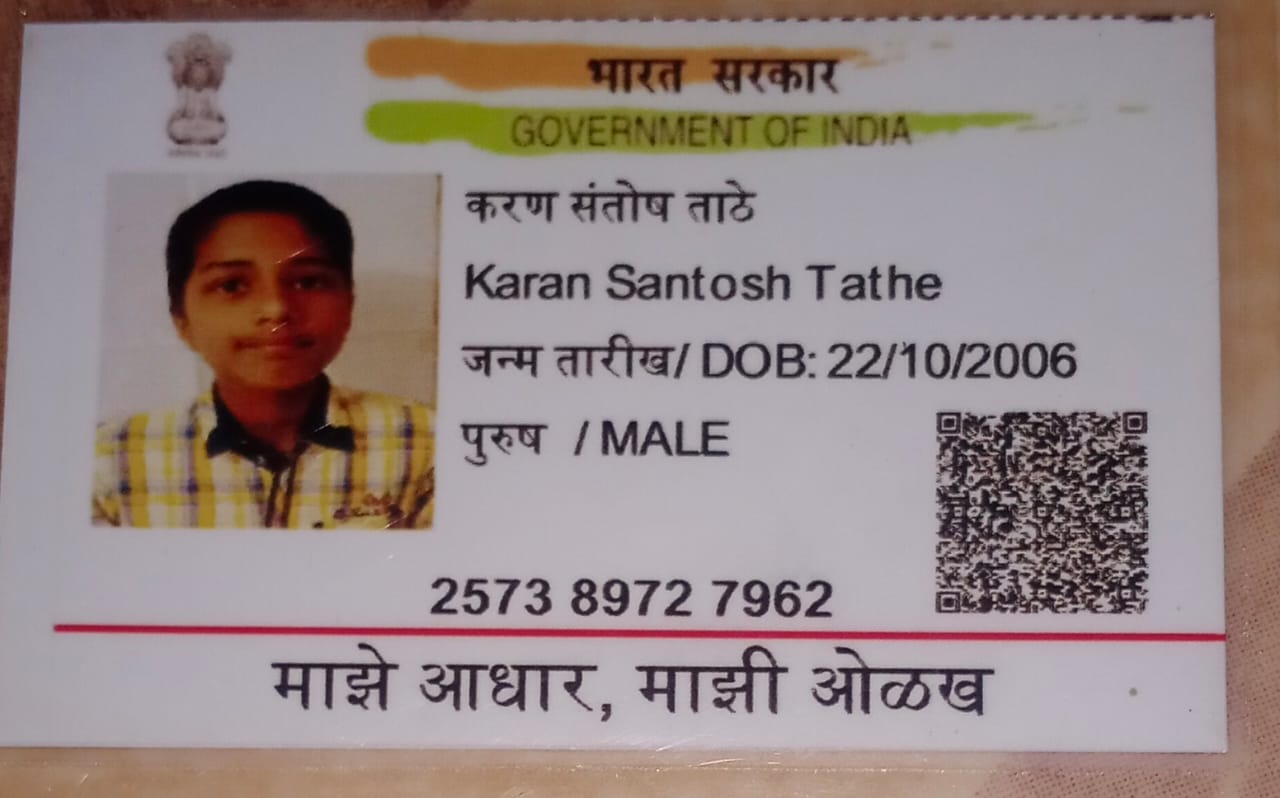 भारत सरकार
GOVERNMENT OF INDIA
करण संतोष ताठे
Karan Santosh Tathe
जन्म तारीख/ DOB: 22/10/2006
पुरुष / MALE
2573 8972 7962
माझे आधार, माझी ओळख